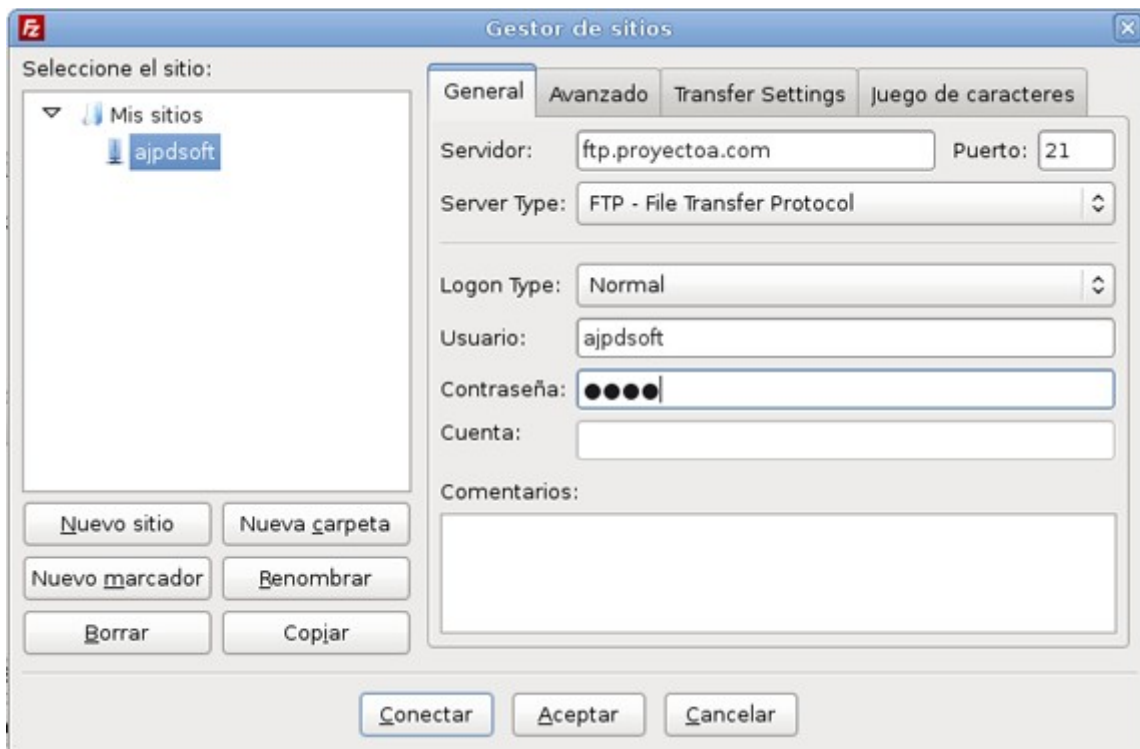 Fz
Gestor de sitios
Seleccione el sitio:
Mis sitios
ajpdsoft
Nuevo sitio
Nueva carpeta
Nuevo marcador
Renombrar
Borrar
Copiar
General
Avanzado
Transfer Settings
Juego de caracteres
Servidor:
ftp.proyectoa.com
Puerto:
21
Server Type:
FTP - File Transfer Protocol
Logon Type:
Normal
Usuario:
ajpdsoft
Contraseña:
●●●●
Cuenta:
Comentarios:
Conectar
Aceptar
Cancelar